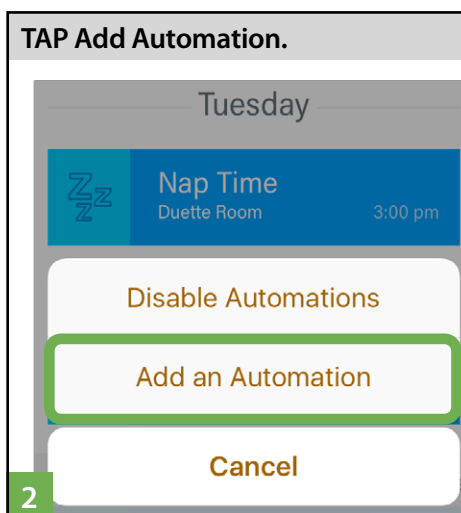 TAP Add Automation.
Tuesday
Nap Time
Duette Room 3:00 pm
Disable Automations
Add an Automation
Cancel
2